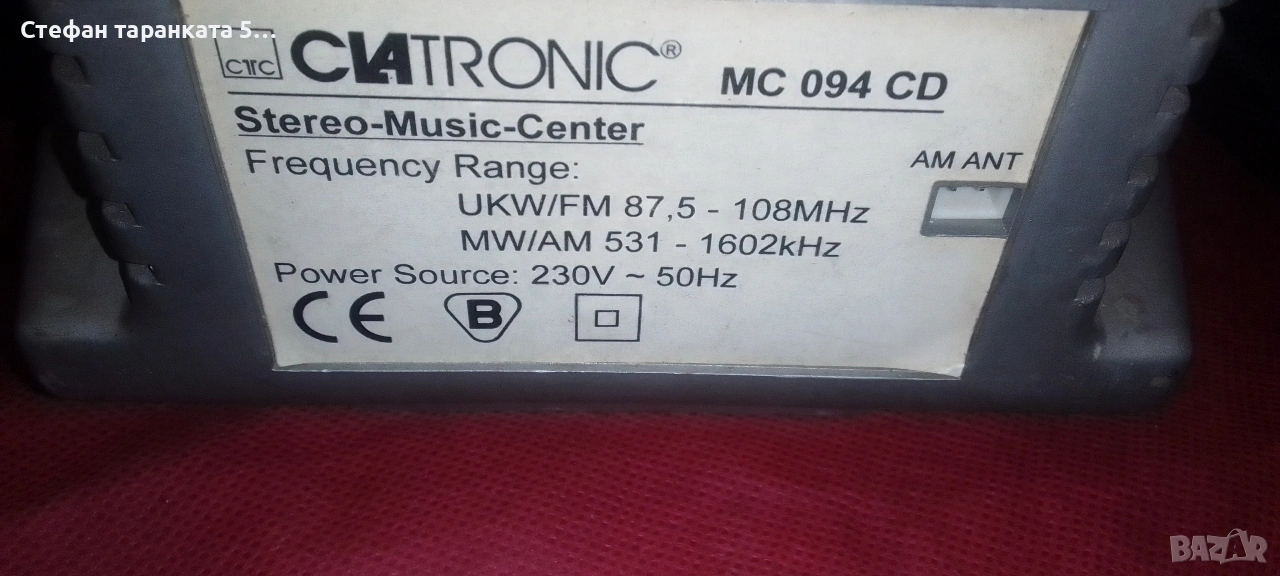 Стефан таранката 5...
CTC CLATRONIC® MC 094 CD
Stereo-Music-Center
Frequency Range:
AM ANT
UKW/FM 87,5 - 108MHz
MW/AM 531 - 1602kHz
Power Source: 230V ~ 50Hz
CE B
BAZAR